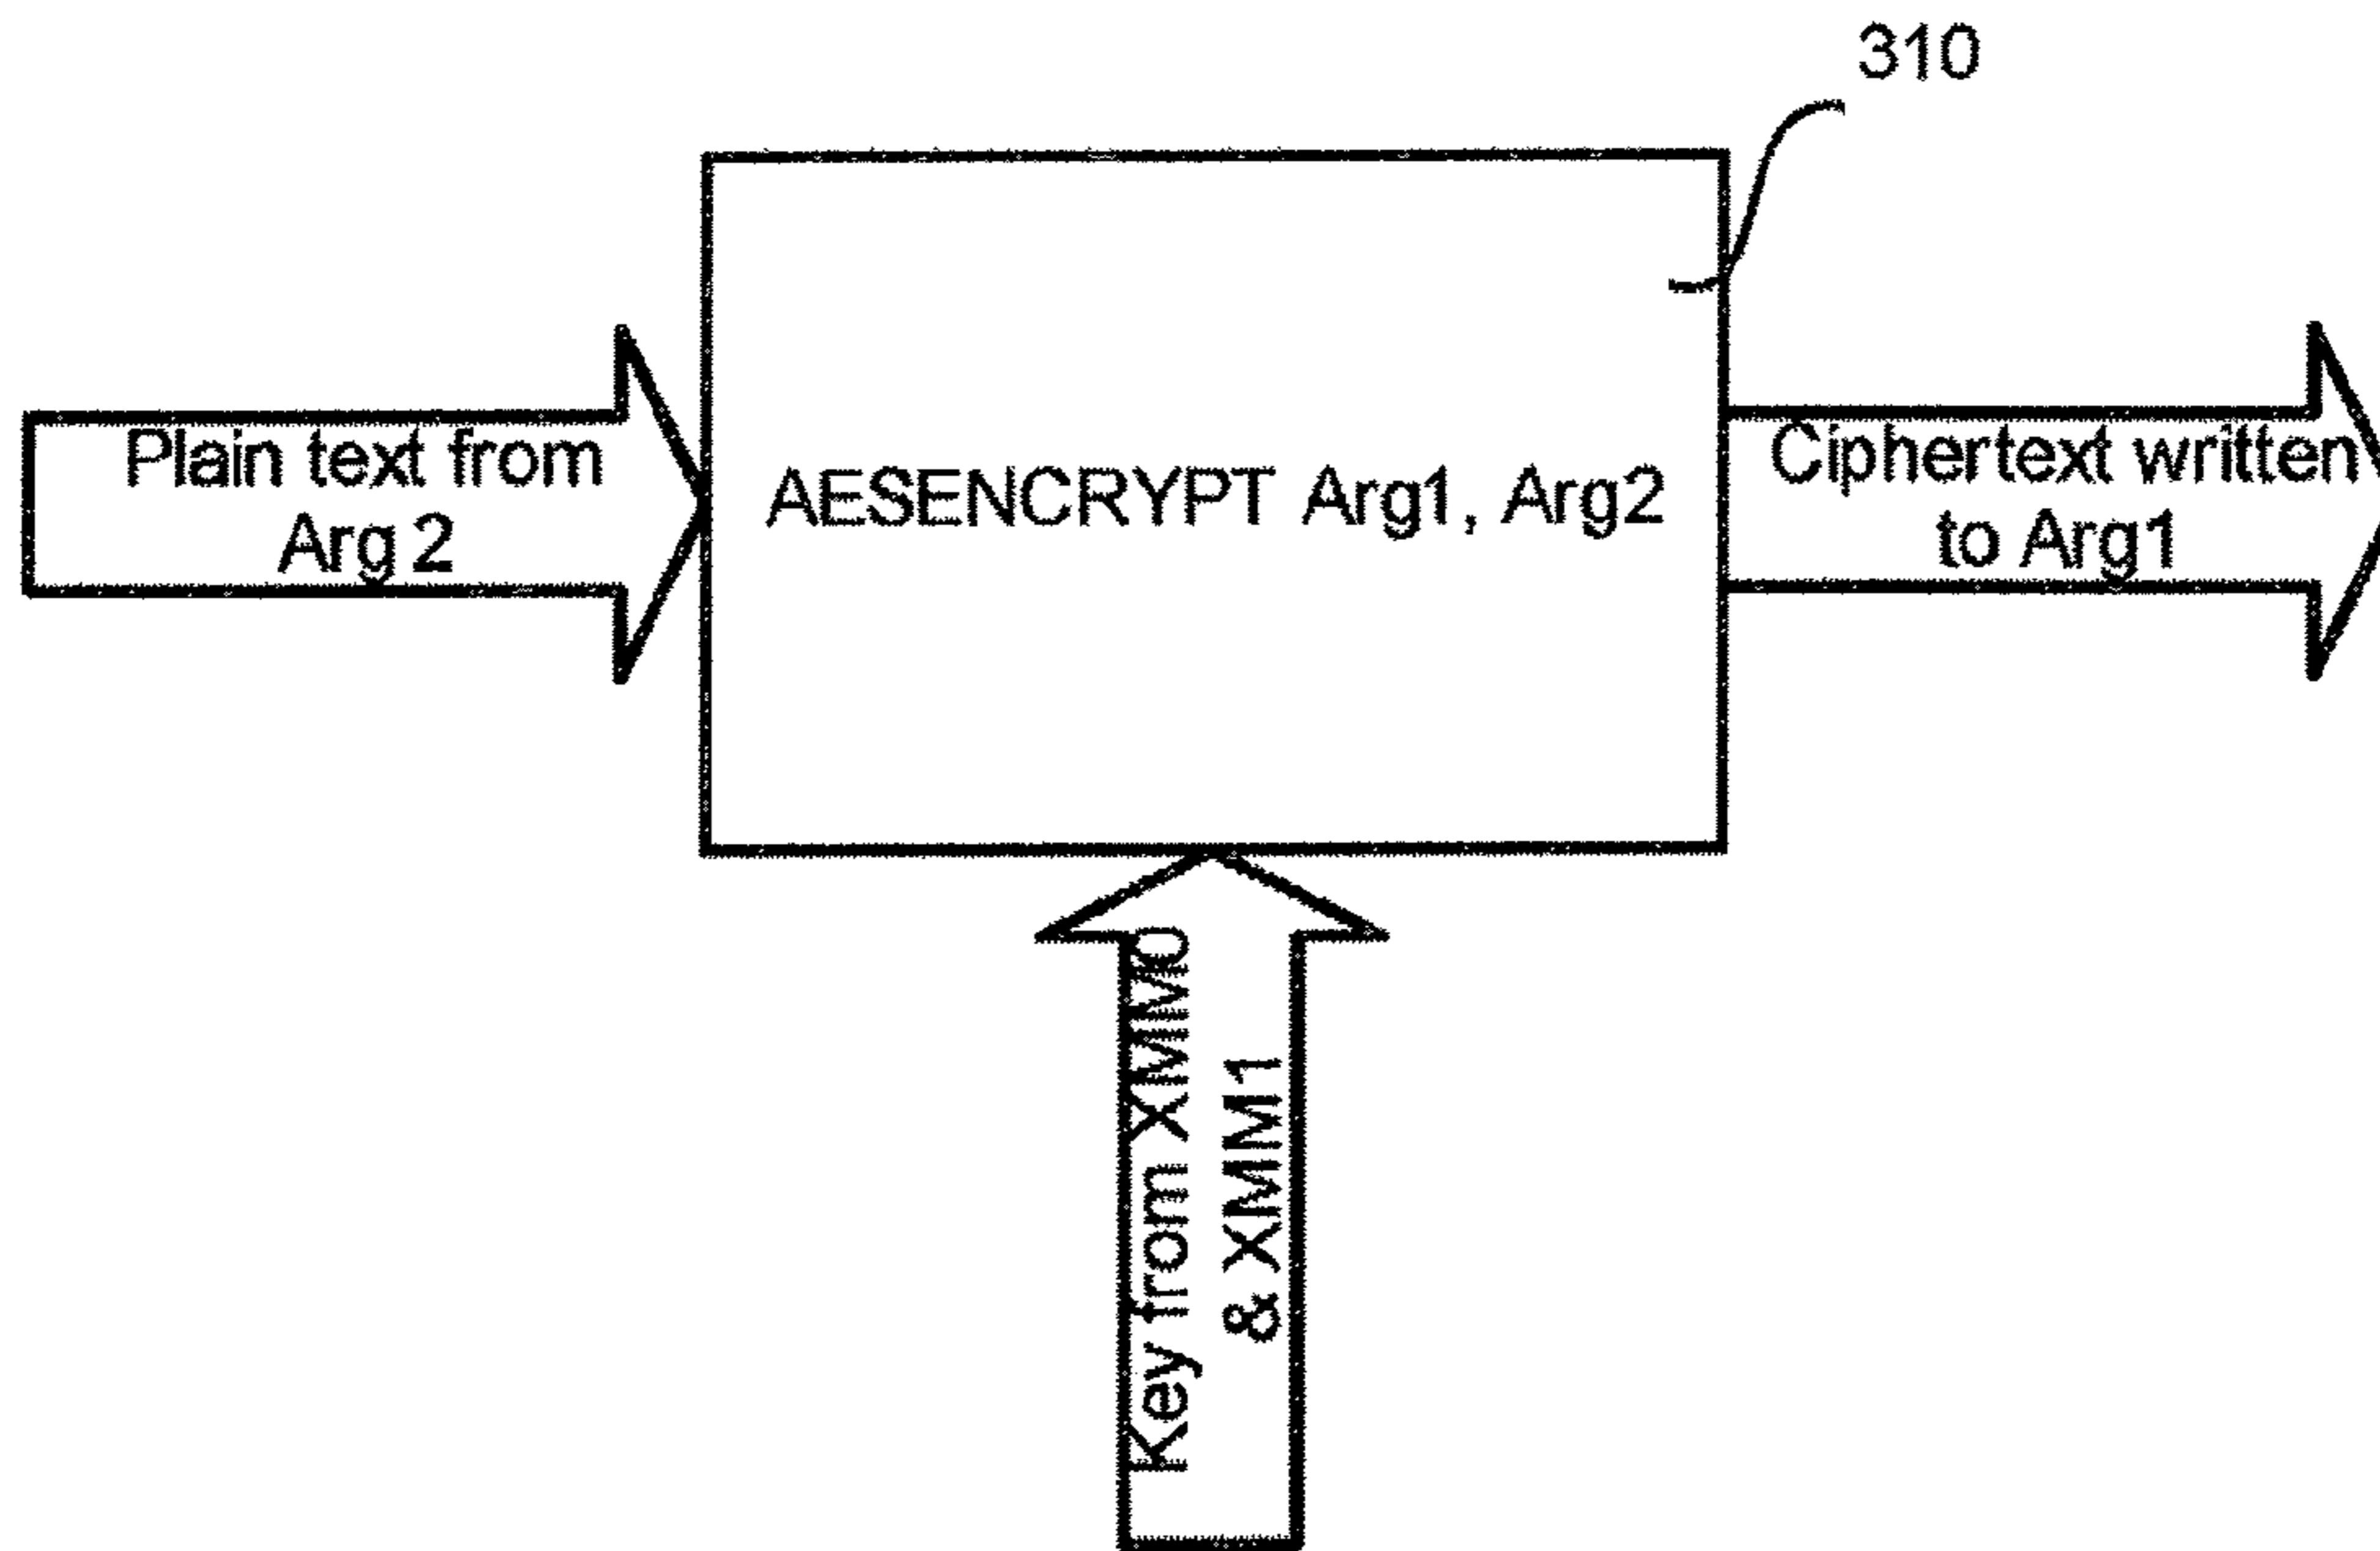 310
Plain text from
Arg 2
AESENCRYPT Arg1, Arg2
Ciphertext written
to Arg1
Key from XMM0
& XMM1